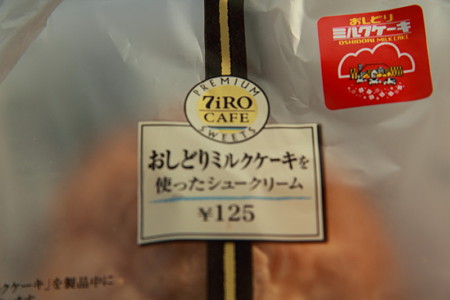 おしどり
ミルクケーキ
OSHIDORI MILK CAKE
PREMIUM
7iRO
CAFE
SWEETS
おしどりミルクケーキを
使ったシュークリーム
¥125
クケーキ」を製品中に